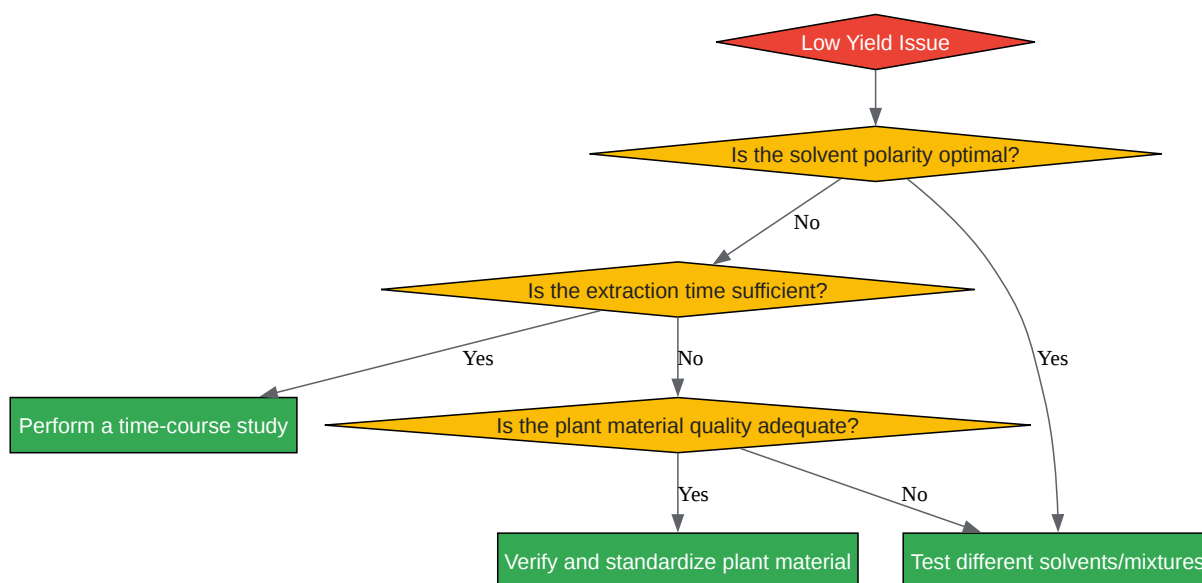 Low Yield Issue
Is the solvent polarity optimal?
No
Is the extraction time sufficient?
Yes
No
Yes
Perform a time-course study
Is the plant material quality adequate?
Yes
No
Verify and standardize plant material
Test different solvents/mixtures